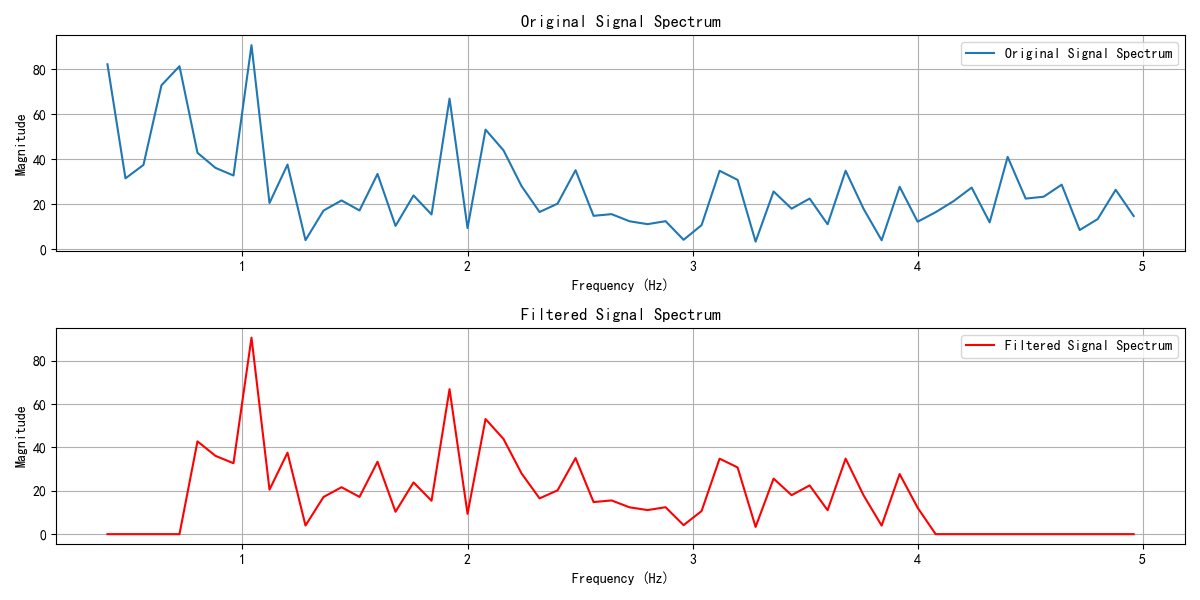 Original Signal Spectrum
Original Signal Spectrum
Magnitude
80
60
40
20
0
1 2 3 4 5
Frequency (Hz)
Filtered Signal Spectrum
Filtered Signal Spectrum
Magnitude
80
60
40
20
0
1 2 3 4 5
Frequency (Hz)